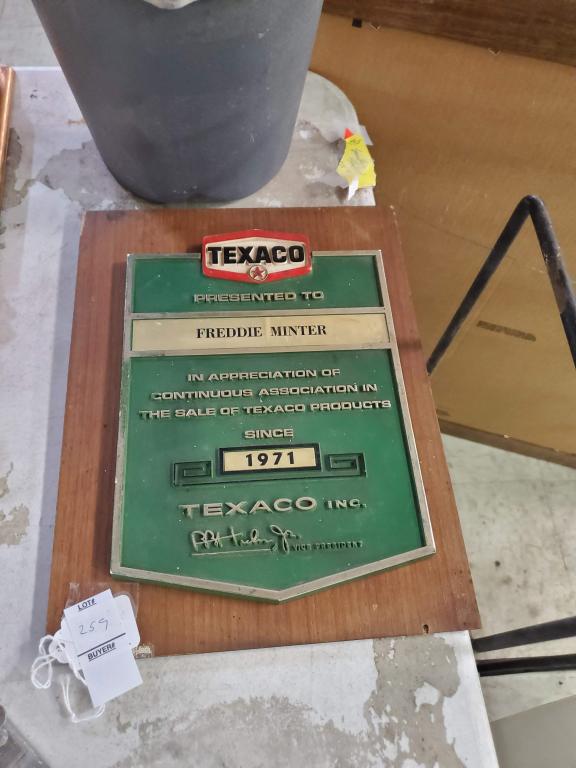 TEXACO
PRESENTED TO
FREDDIE MINTER
IN APPRECIATION OF
CONTINUOUS ASSOCIATION IN
THE SALE OF TEXACO PRODUCTS
SINCE
1971
TEXACO INC.
VICE PRESIDENT
LOT#
259
BUYER#